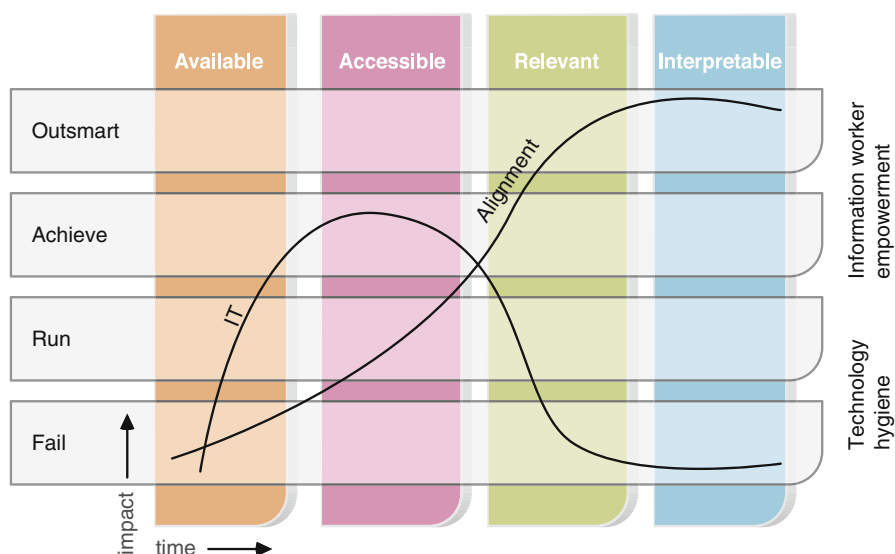 Available
Accessible
Relevant
Interpretable
Outsmart
Achieve
Run
Fail
IT
Alignment
Information worker
empowerment
Technology
hygiene
impact
time